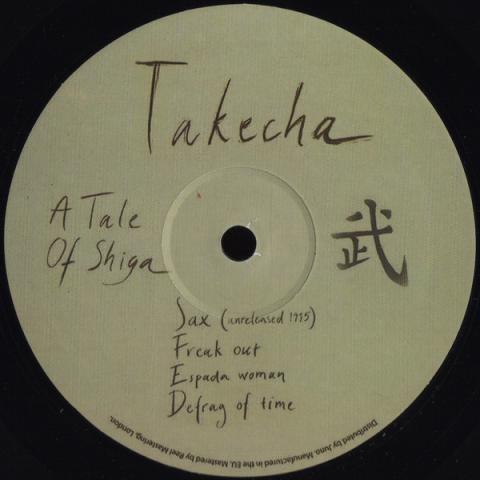 Takecha
A Tale
Of Shiga
武
Sax (unreleased 1995)
Freak out
Espada woman
Defrag of time
Distributed by Juno. Manufactured in the EU. Mastered by Reel Mastering, London.